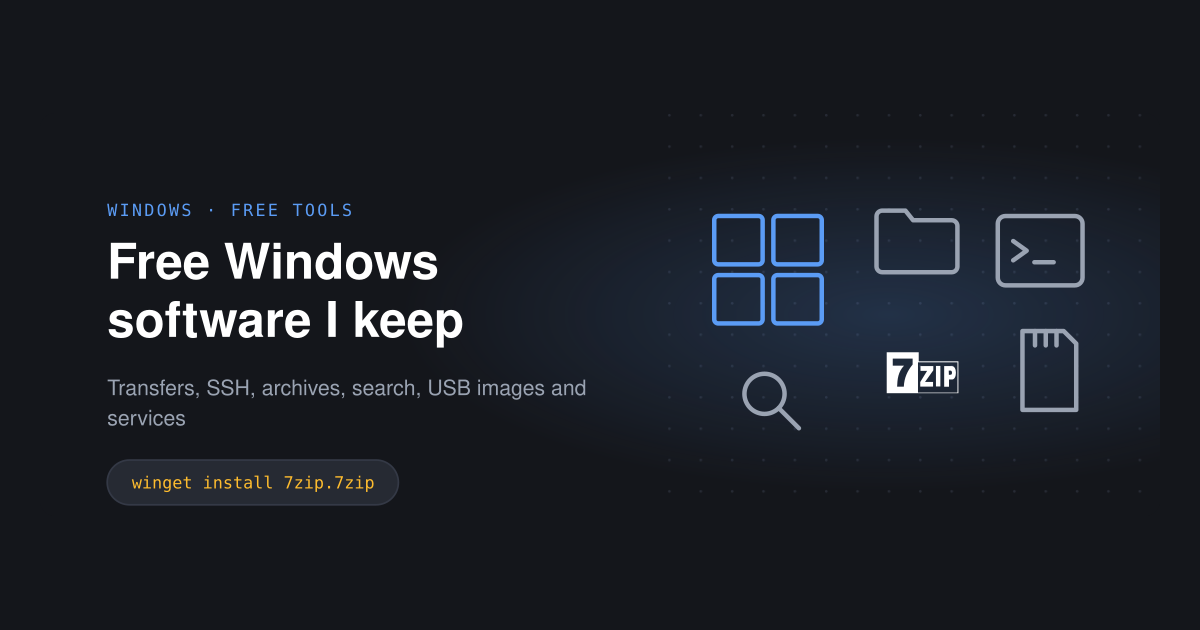 WINDOWS · FREE TOOLS
Free Windows
software I keep
Transfers, SSH, archives, search, USB images and
services
winget install 7zip.7zip
>_
7ZIP